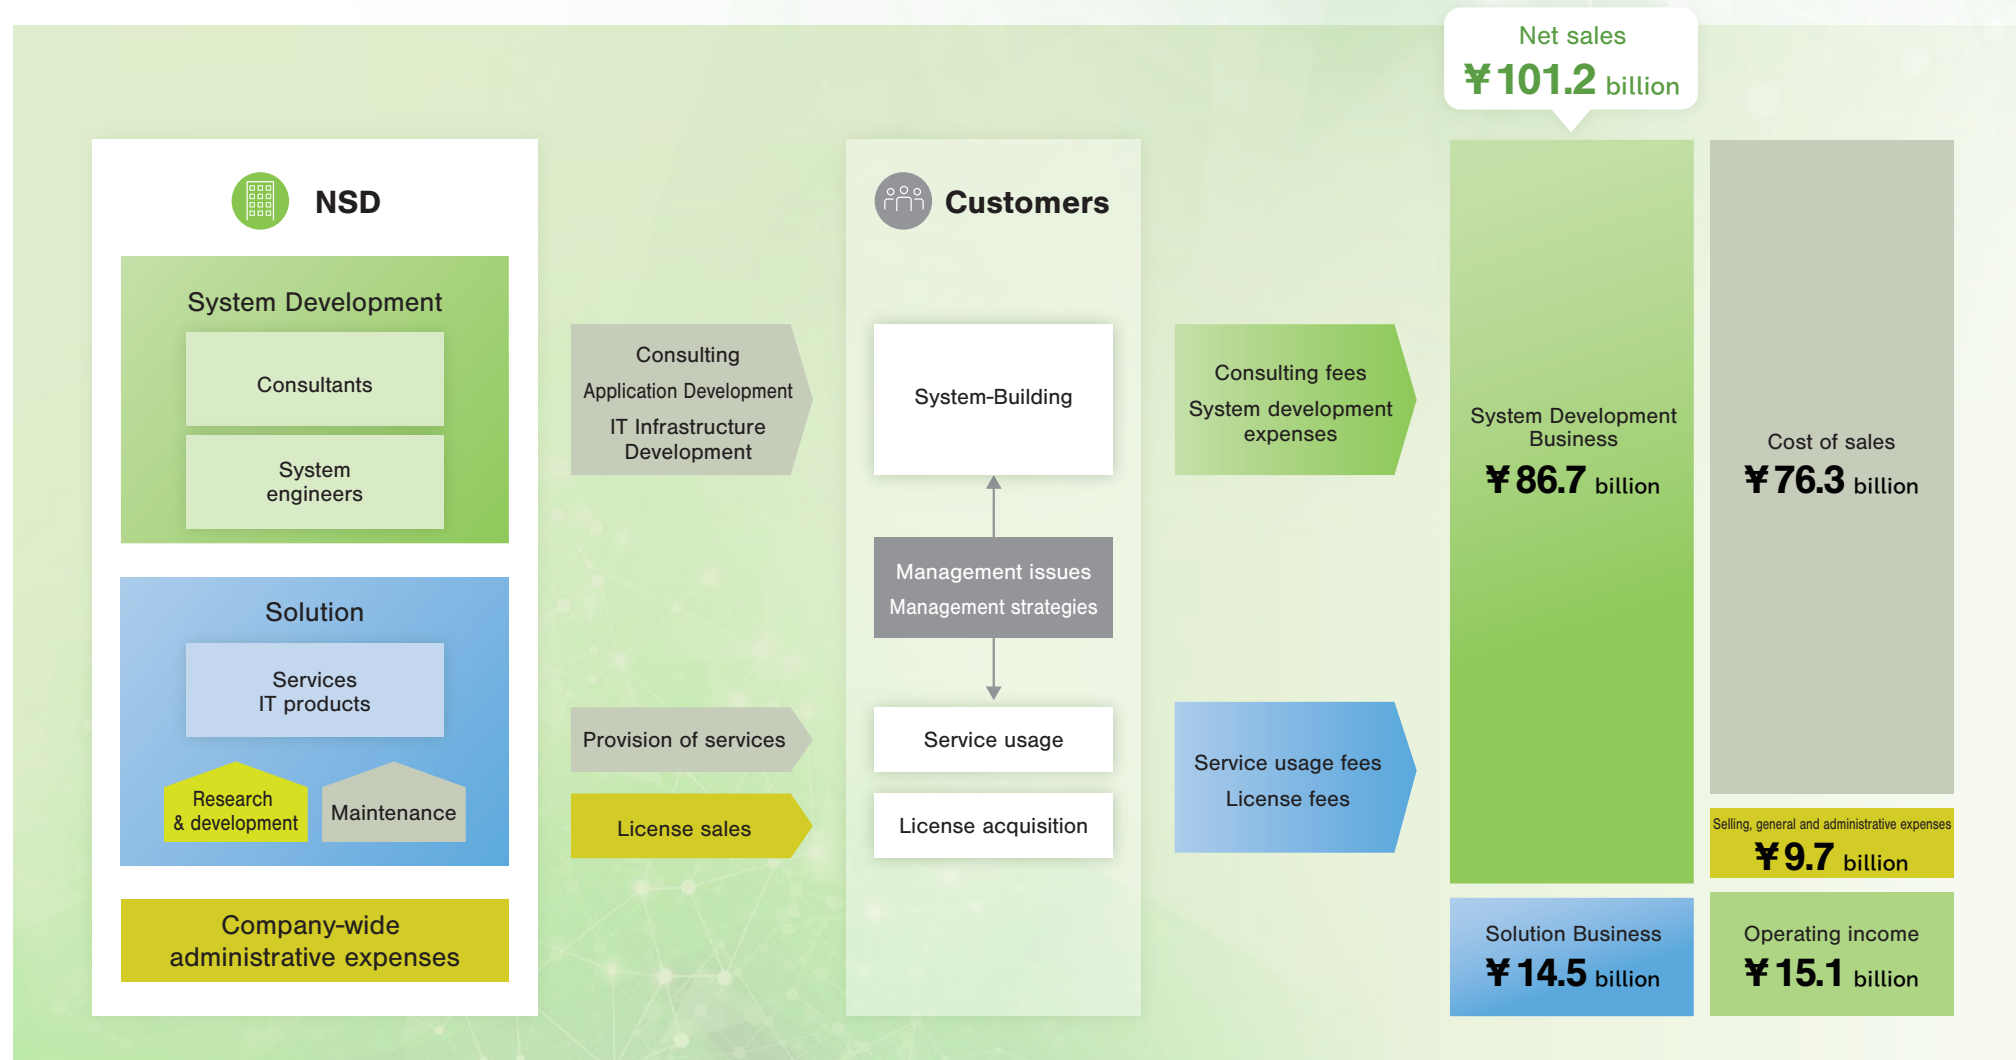 Net sales
¥101.2 billion
NSD
System Development
Consultants
System
engineers
Solution
Services
IT products
Research
& development
Maintenance
Company-wide
administrative expenses
Consulting
Application Development
IT Infrastructure
Development
Provision of services
License sales
Customers
System-Building
Management issues
Management strategies
Service usage
License acquisition
Consulting fees
System development
expenses
Service usage fees
License fees
System Development
Business
¥86.7 billion
Solution Business
¥14.5 billion
Cost of sales
¥76.3 billion
Selling, general and administrative expenses
¥9.7 billion
Operating income
¥15.1 billion